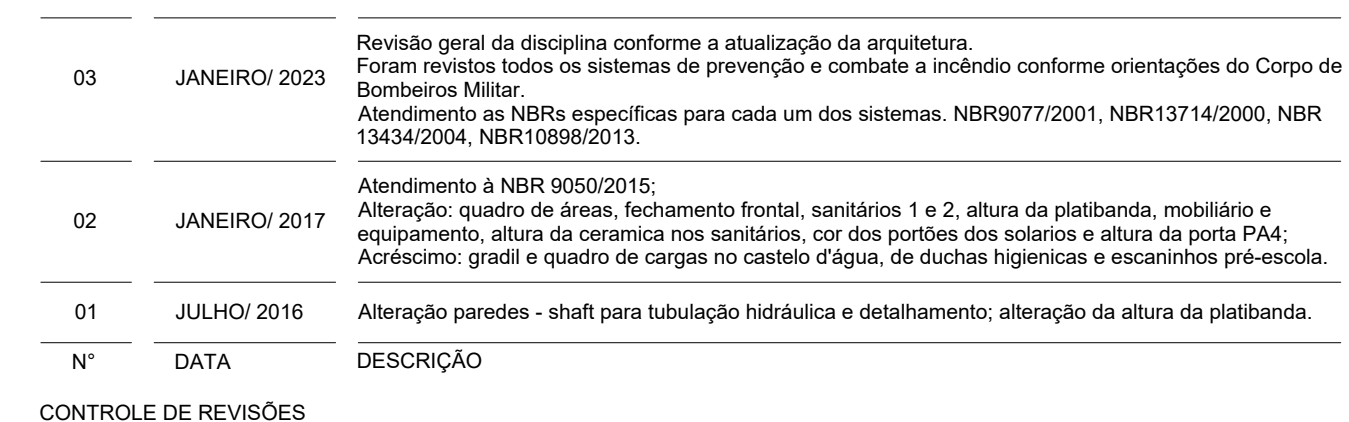 Revisão geral da disciplina conforme a atualização da arquitetura.
03 JANEIRO/ 2023 Foram revistos todos os sistemas de prevenção e combate a incêndio conforme orientações do Corpo de
Bombeiros Militar.
Atendimento as NBRs específicas para cada um dos sistemas. NBR9077/2001, NBR13714/2000, NBR
13434/2004, NBR10898/2013.
Atendimento à NBR 9050/2015;
02 JANEIRO/ 2017 Alteração: quadro de áreas, fechamento frontal, sanitários 1 e 2, altura da platibanda, mobiliário e
equipamento, altura da ceramica nos sanitários, cor dos portões dos solarios e altura da porta PA4;
Acréscimo: gradil e quadro de cargas no castelo d'água, de duchas higienicas e escaninhos pré-escola.
01 JULHO/ 2016 Alteração paredes - shaft para tubulação hidráulica e detalhamento; alteração da altura da platibanda.
N° DATA DESCRIÇÃO
CONTROLE DE REVISÕES